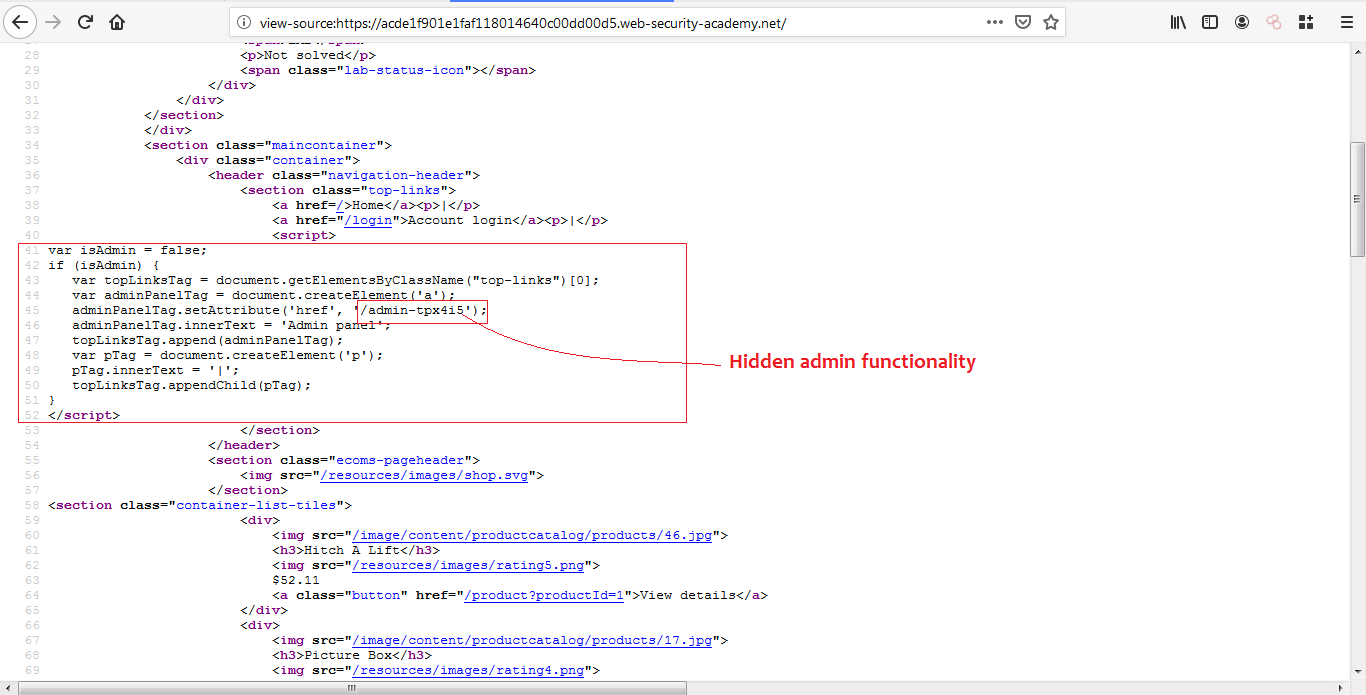 view-source:https://acde1f901e1faf118014640c00dd00d5.web-security-academy.net/
28 <p>Not solved</p>
29 <span class="lab-status-icon"></span>
30 </div>
31 </div>
32 </section>
33 </div>
34 <section class="maincontainer">
35 <div class="container">
36 <header class="navigation-header">
37 <section class="top-links">
38 <a href=/>Home</a><p>|</p>
39 <a href="/login">Account login</a><p>|</p>
40 <script>
41 var isAdmin = false;
42 if (isAdmin) {
43 var topLinksTag = document.getElementsByClassName("top-links")[0];
44 var adminPanelTag = document.createElement('a');
45 adminPanelTag.setAttribute('href', '/admin-tpx4i5');
46 adminPanelTag.innerText = 'Admin panel';
47 topLinksTag.append(adminPanelTag);
48 var pTag = document.createElement('p');
Hidden admin functionality
49 pTag.innerText = '|';
50 topLinksTag.appendChild(pTag);
51 }
52 </script>
53 </section>
54 </header>
55 <section class="ecoms-pageheader">
56 <img src="/resources/images/shop.svg">
57 </section>
58 <section class="container-list-tiles">
59 <div>
60 <img src="/image/content/productcatalog/products/46.jpg">
61 <h3>Hitch A Lift</h3>
62 <img src="/resources/images/rating5.png">
63 $52.11
64 <a class="button" href="/product?productId=1">View details</a>
65 </div>
66 <div>
67 <img src="/image/content/productcatalog/products/17.jpg">
68 <h3>Picture Box</h3>
69 <img src="/resources/images/rating4.png">